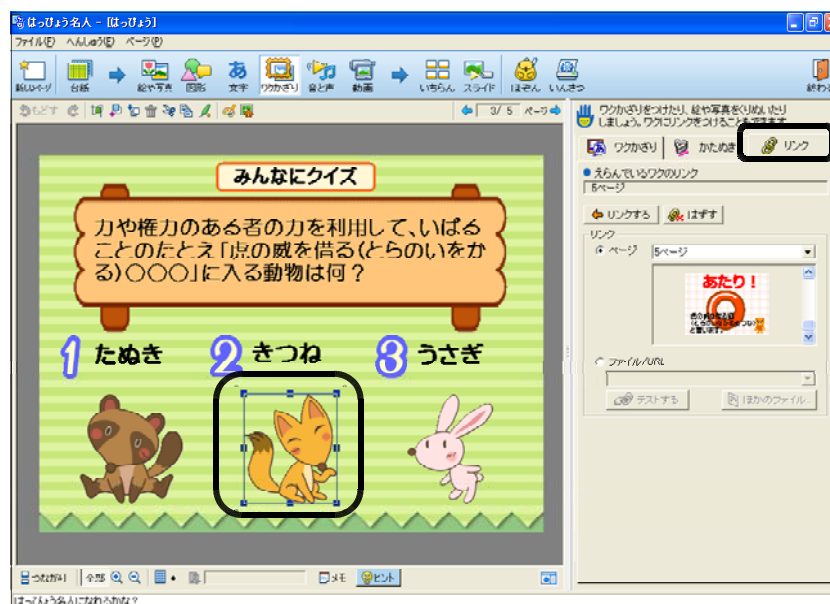 はっぴょう名人 - [はっぴょう]
ファイル(F) へんしゅう(E) ページ(P)
新しいページ 台紙 絵や写真 図形 文字 ワクかざり 音と声 動画 いちらん スライド ほぞん いんさつ 終わる
もどす 3/ 5 ページ
ワクかざりをつけたり、絵や写真をくりぬいたり
しましょう。ワクにリンクをつけることもできます
ワクかざり かたぬき リンク
えらんでいるワクのリンク
5ページ
リンクする はずす
リンク
ページ 5ページ
あたり!
ファイル/URL
テストする ほかのファイル...
みんなにクイズ
力や権力のある者の力を利用して、いばる
ことのたとえ「虎の威を借る(とらのいをか
る)○○○」に入る動物は何?
1 たぬき 2 きつね 3 うさぎ
つながり 全部 メモ ヒント
はっぴょう名人になれるかな?